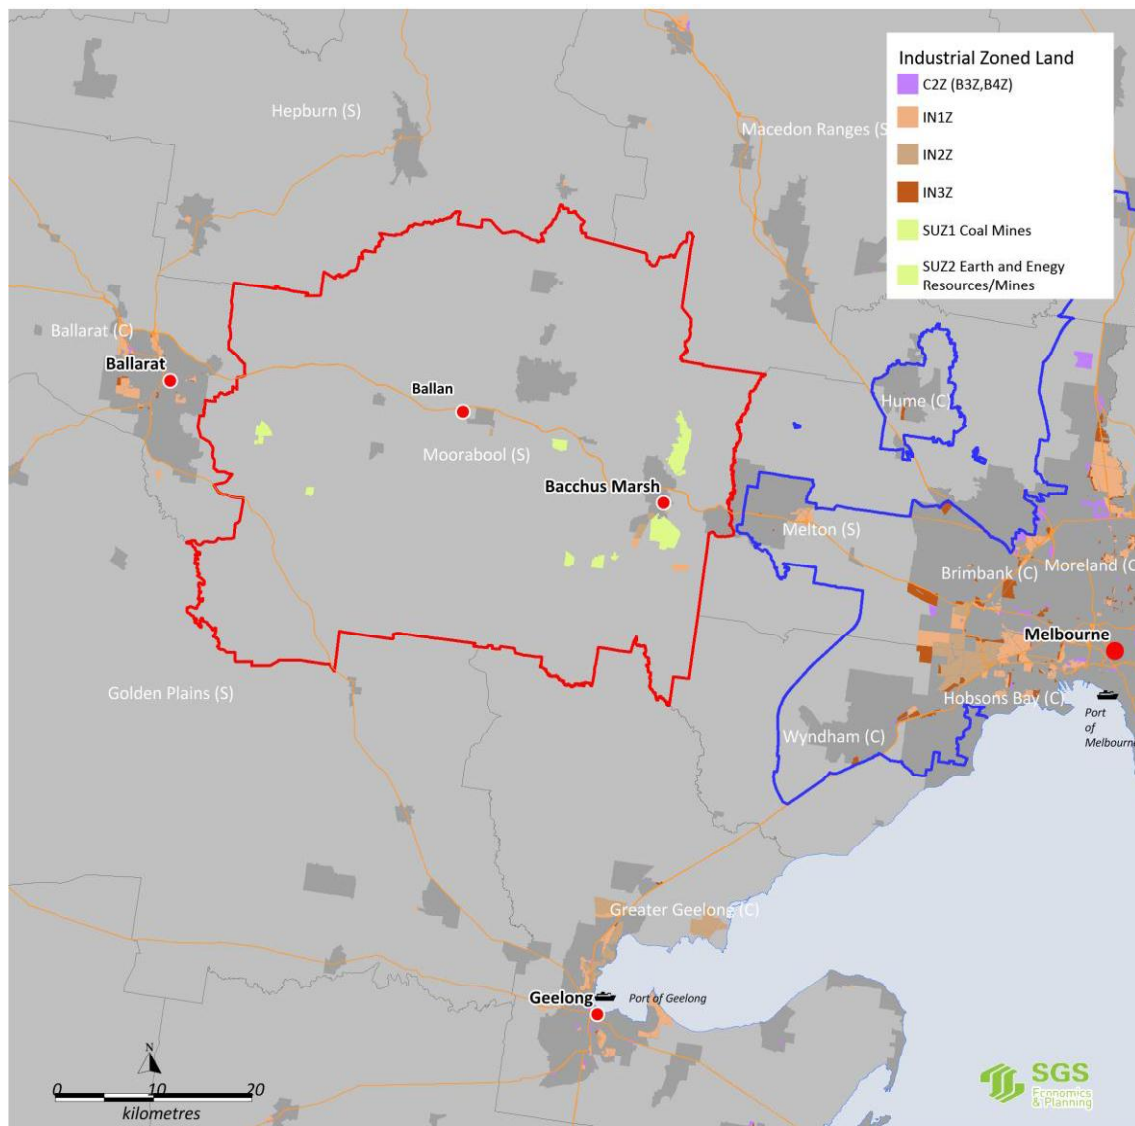 Industrial Zoned Land
C2Z (B3Z,B4Z)
IN1Z
IN2Z
IN3Z
SUZ1 Coal Mines
SUZ2 Earth and Enegy
Resources/Mines
Hepburn (S)
Macedon Ranges (S
Ballarat (C)
Ballarat
Ballan
Hume (C)
Moorabool (S)
Bacchus Marsh
Melton (S)
Brimbank (C)
Moreland (C
Melbourne
Golden Plains (S)
Hobsons Bay (C)
Port
of
Melbourne
Wyndham (C)
Greater Geelong (C)
Geelong
Port of Geelong
N
0 10 20
kilometres
SGS
Economics
& Planning